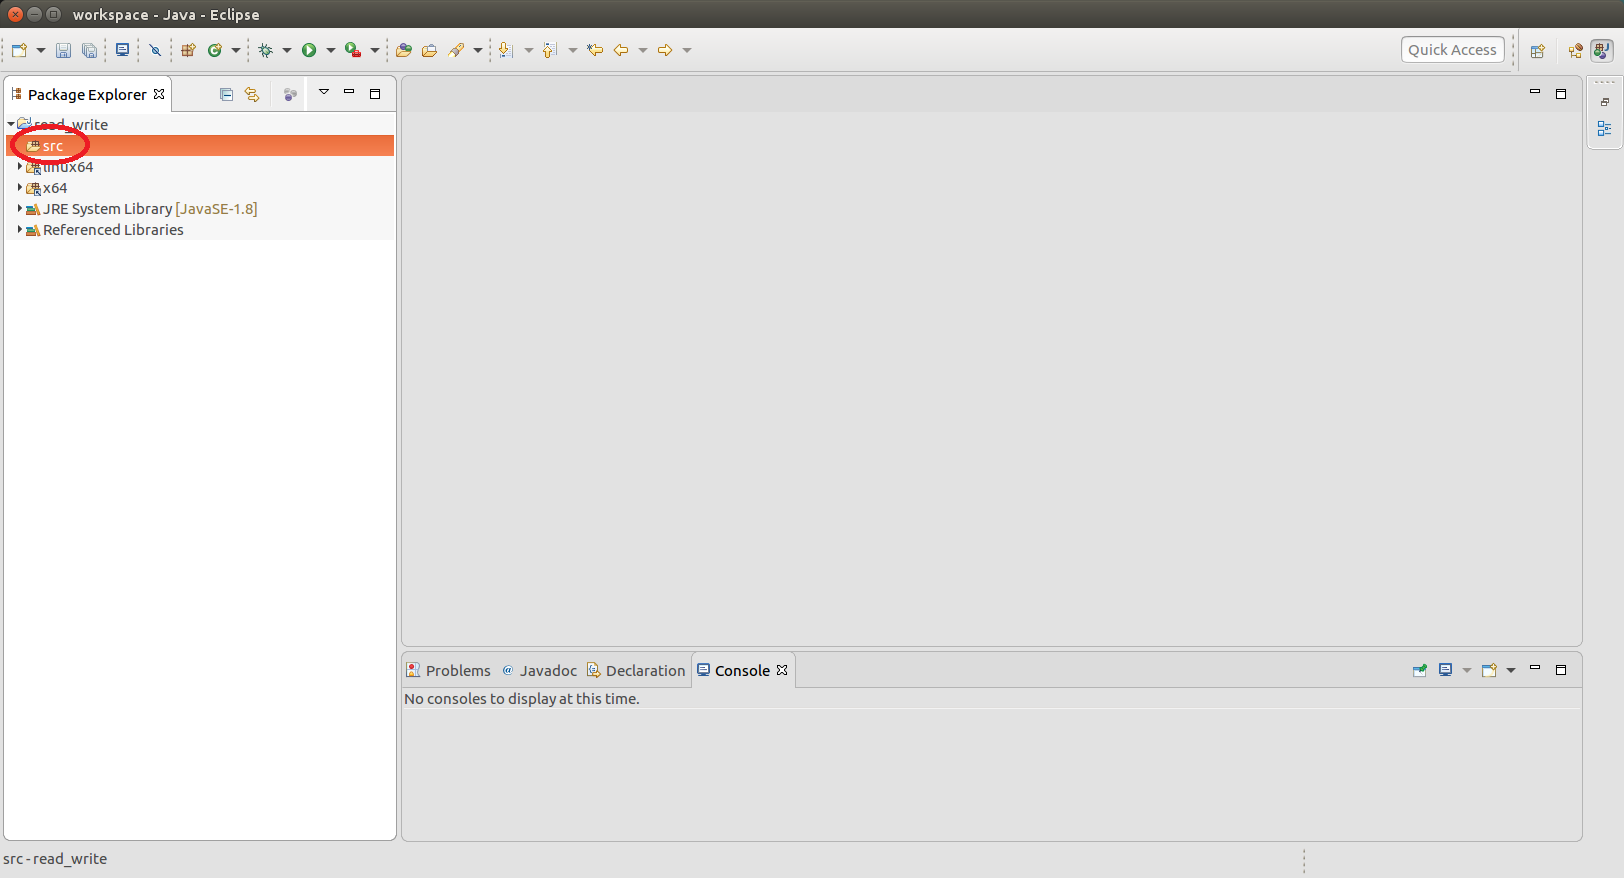 workspace - Java - Eclipse
Quick Access
Package Explorer
read_write
src
linux64
x64
JRE System Library [JavaSE-1.8]
Referenced Libraries
Problems @ Javadoc Declaration Console
No consoles to display at this time.
src - read_write